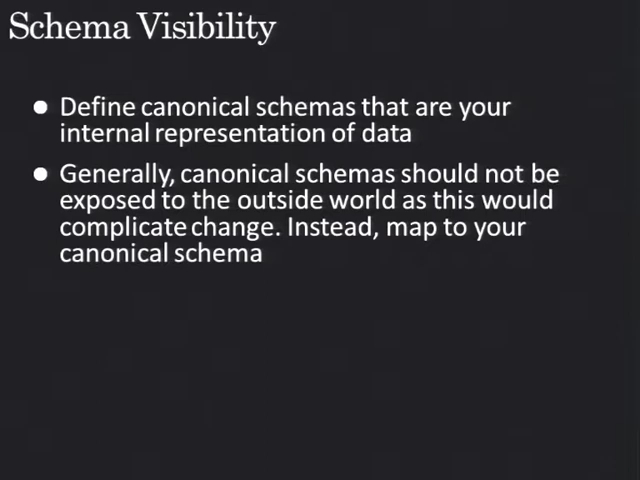 Schema Visibility
● Define canonical schemas that are your
internal representation of data
● Generally, canonical schemas should not be
exposed to the outside world as this would
complicate change. Instead, map to your
canonical schema